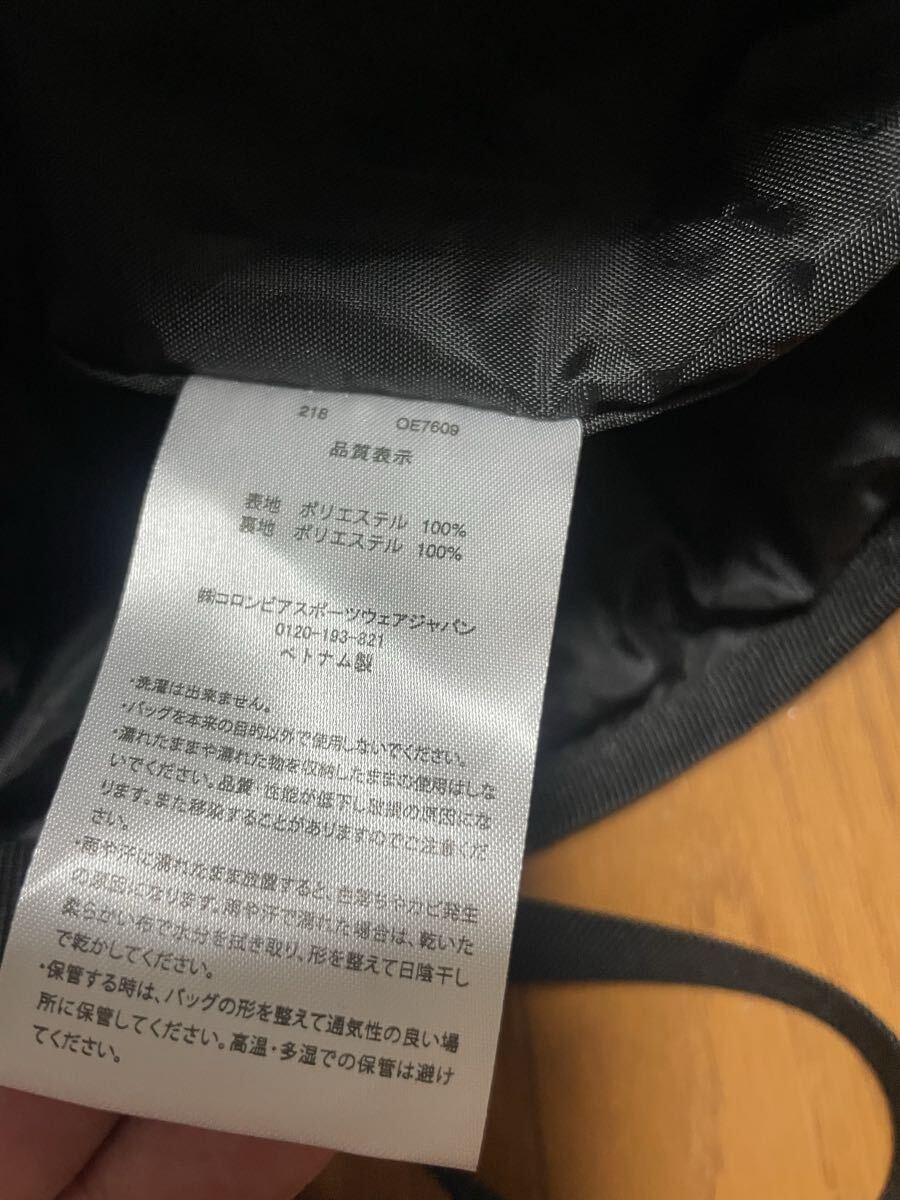 218 OE7609
品質表示
表地 ポリエステル 100%
裏地 ポリエステル 100%
㈱コロンビアスポーツウェアジャパン
0120-193-821
ベトナム製
・洗濯は出来ません。
・バッグを本来の目的以外で使用しないでください。
・濡れたままや濡れた物を収納したままの使用はしな
いでください。品質・性能が低下し破損の原因にな
ります。また移染することがありますのでご注意くだ
さい。
・雨や汗に濡れたまま放置すると、色落ちやカビ発生
の原因になります。雨や汗で濡れた場合は、乾いた
柔らかい布で水分を拭き取り、形を整えて日陰干し
で乾かしてください。
・保管する時は、バッグの形を整えて通気性の良い場
所に保管してください。高温・多湿での保管は避け
てください。